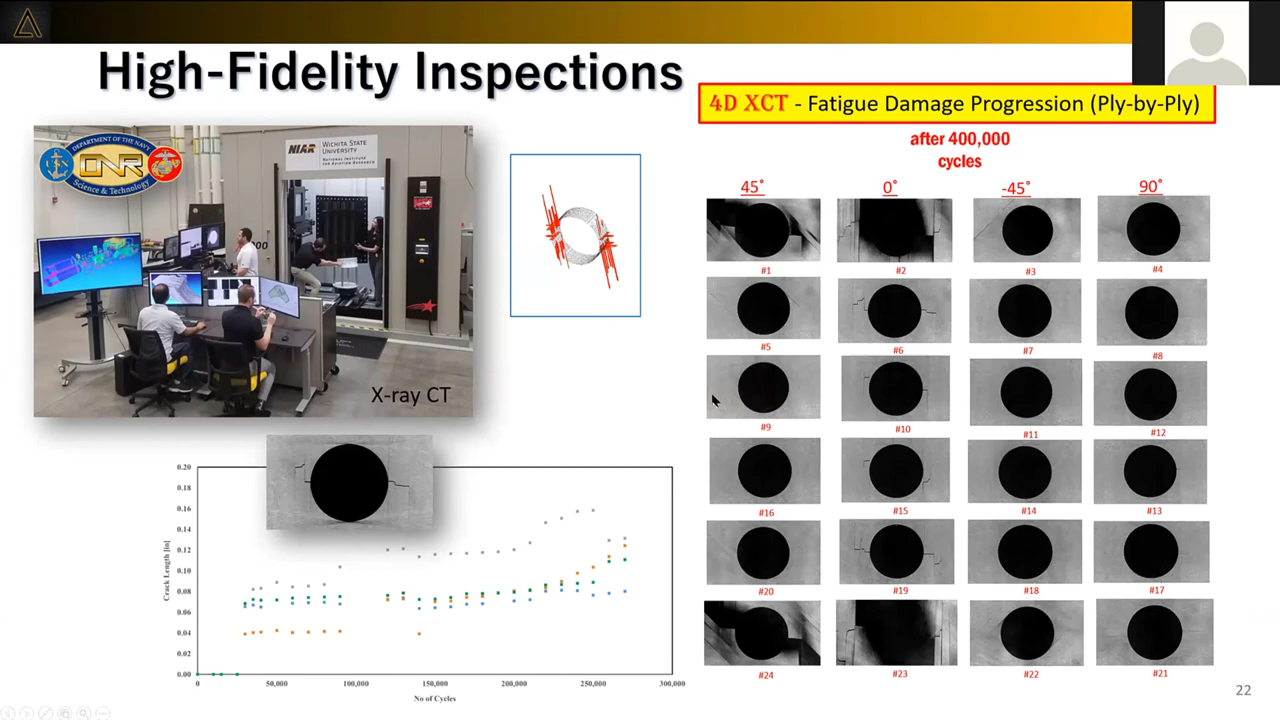 High-Fidelity Inspections
4D XCT - Fatigue Damage Progression (Ply-by-Ply)
after 400,000
cycles
DEPARTMENT OF THE NAVY
ONR
Science & Technology
NIAR
WICHITA STATE
UNIVERSITY
NATIONAL INSTITUTE
FOR AVIATION RESEARCH
X-ray CT
45° 0° -45° 90°
#1 #2 #3 #4
#5 #6 #7 #8
#9 #10 #11 #12
#16 #15 #14 #13
#20 #19 #18 #17
#24 #23 #22 #21
0.20
0.18
0.16
0.14
0.12
0.10
0.08
0.06
0.04
0.02
0.00
Crack Length [in]
0 50,000 100,000 150,000 200,000 250,000 300,000
No of Cycles
22